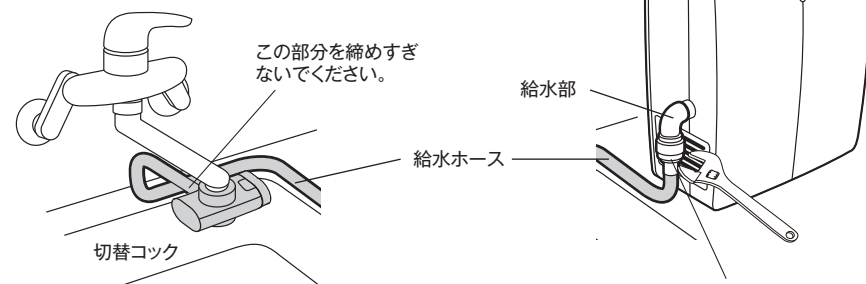 この部分を締めすぎ
ないでください。
給水部
給水ホース
切替コック